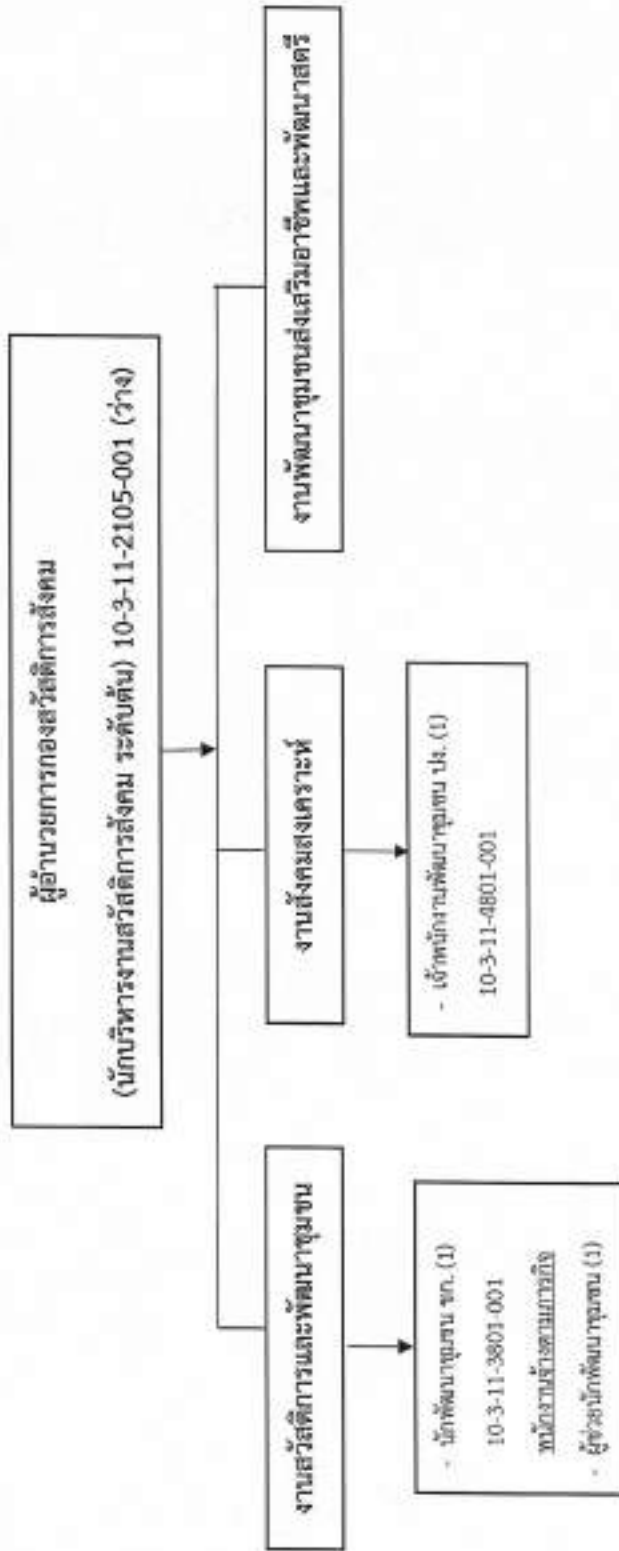 ผู้อำนวยการกองสวัสดิการสังคม
(นักบริหารงานสวัสดิการสังคม ระดับต้น) 10-3-11-2105-001 (ว่าง)
งานสวัสดิการและพัฒนาชุมชน
งานสังคมสงเคราะห์
งานพัฒนาชุมชนส่งเสริมอาชีพและพัฒนาสตรี
- นักพัฒนาชุมชน ชก. (1)
10-3-11-3801-001
พนักงานจ้างตามภารกิจ
- ผู้ช่วยนักพัฒนาชุมชน (1)
- เจ้าพนักงานพัฒนาชุมชน ปง. (1)
10-3-11-4801-001